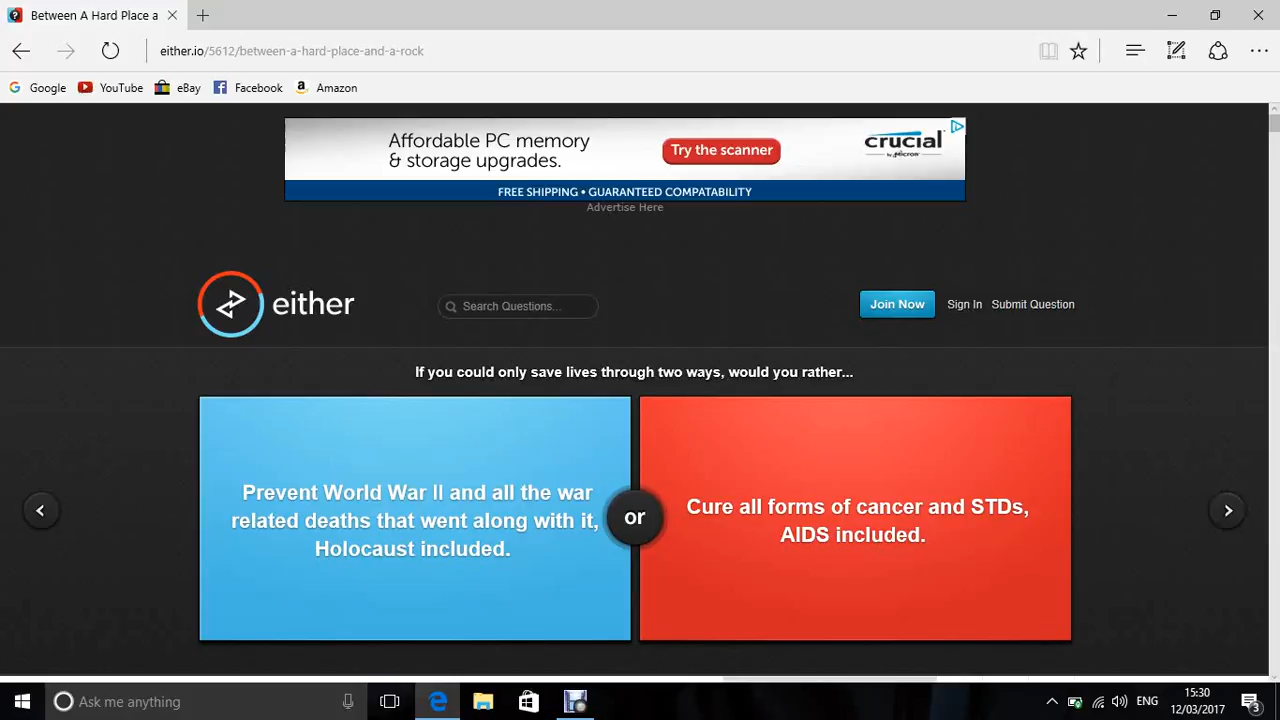 Between A Hard Place a
either.io/5612/between-a-hard-place-and-a-rock
Google YouTube eBay Facebook Amazon
Affordable PC memory
& storage upgrades.
Try the scanner
crucial
by Micron
FREE SHIPPING • GUARANTEED COMPATABILITY
Advertise Here
either
Search Questions...
Join Now Sign In Submit Question
If you could only save lives through two ways, would you rather...
Prevent World War II and all the war
related deaths that went along with it,
Holocaust included.
or
Cure all forms of cancer and STDs,
AIDS included.
Ask me anything
ENG
15:30
12/03/2017
3